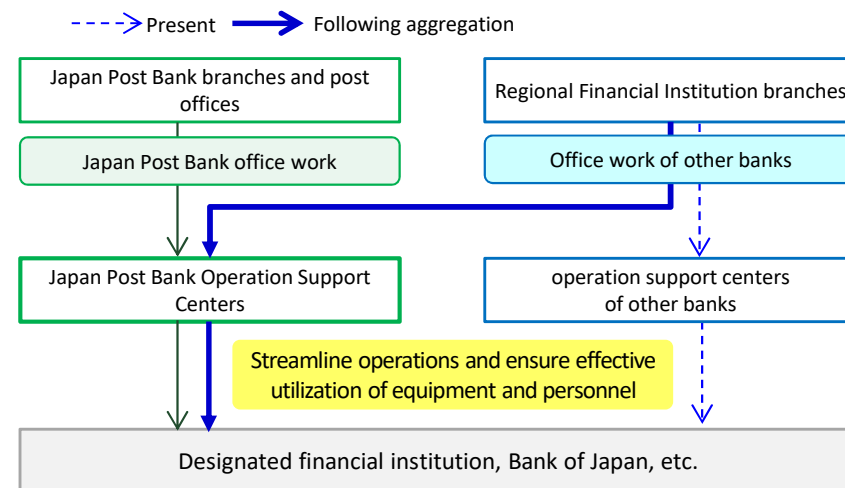 Present Following aggregation
Japan Post Bank branches and post
offices
Regional Financial Institution branches
Japan Post Bank office work
Office work of other banks
Japan Post Bank Operation Support
Centers
operation support centers
of other banks
Streamline operations and ensure effective
utilization of equipment and personnel
Designated financial institution, Bank of Japan, etc.